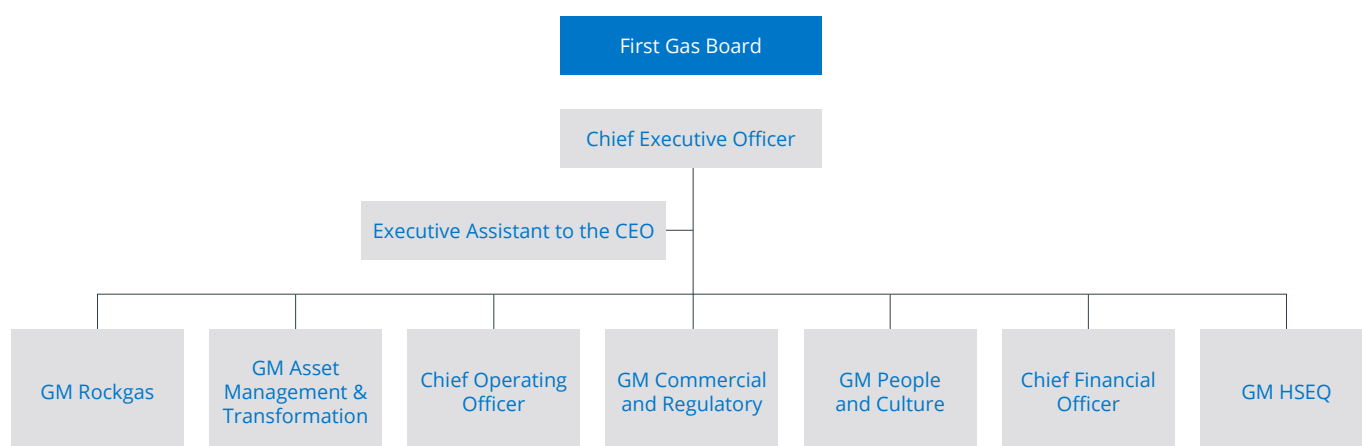 First Gas Board
Chief Executive Officer
Executive Assistant to the CEO
GM Rockgas
GM Asset
Management &
Transformation
Chief Operating
Officer
GM Commercial
and Regulatory
GM People
and Culture
Chief Financial
Officer
GM HSEQ